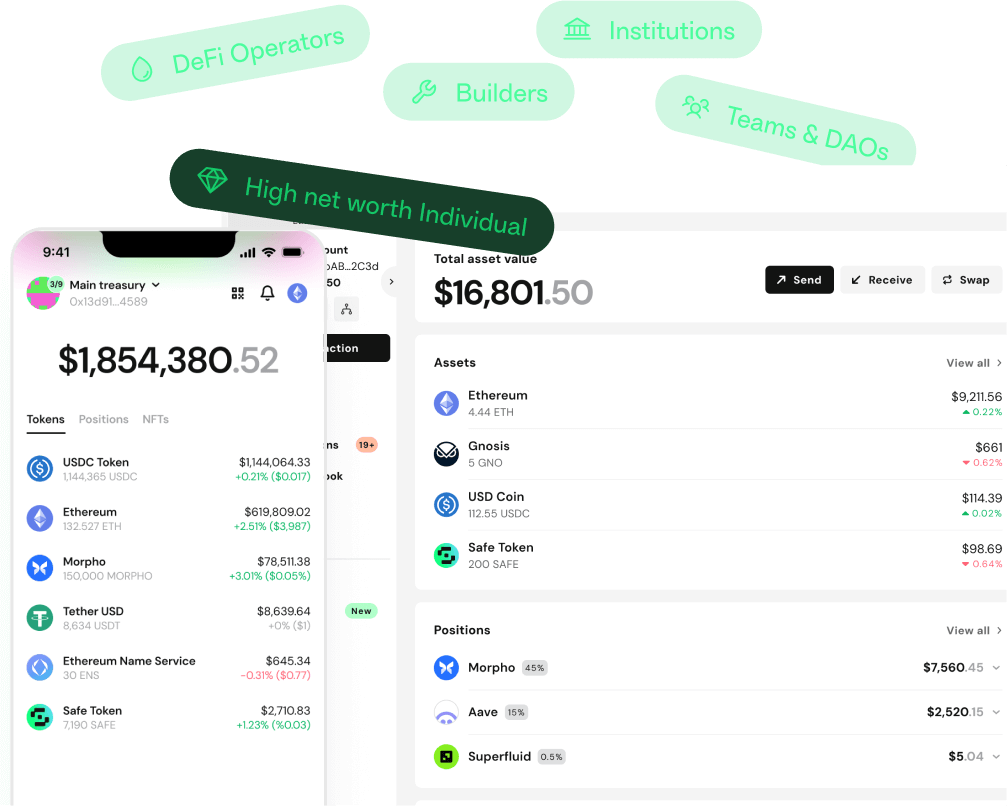 DeFi Operators
Institutions
Builders
Teams & DAOs
High net worth Individual
9:41
3/9
Main treasury
0x13d91...4589
$1,854,380.52
Tokens Positions NFTs
USDC Token $1,144,064.33
1,144,365 USDC +0.21% ($0.017)
Ethereum $619,809.02
132.527 ETH +2.51% ($3,987)
Morpho $78,511.38
150,000 MORPHO +3.01% ($0.05%)
Tether USD $8,639.64
8,634 USDT +0% ($1)
Ethereum Name Service $645.34
30 ENS -0.31% ($0.77)
Safe Token $2,710.83
7,190 SAFE +1.23% (%0.03)
ount
AB...2C3d
50
ction
ns 19+
ook
New
Total asset value
$16,801.50
Send Receive Swap
Assets View all
Ethereum $9,211.56
4.44 ETH 0.22%
Gnosis $661
5 GNO 0.62%
USD Coin $114.39
112.55 USDC 0.02%
Safe Token $98.69
200 SAFE 0.64%
Positions View all
Morpho 45% $7,560.45
Aave 15% $2,520.15
Superfluid 0.5% $5.04